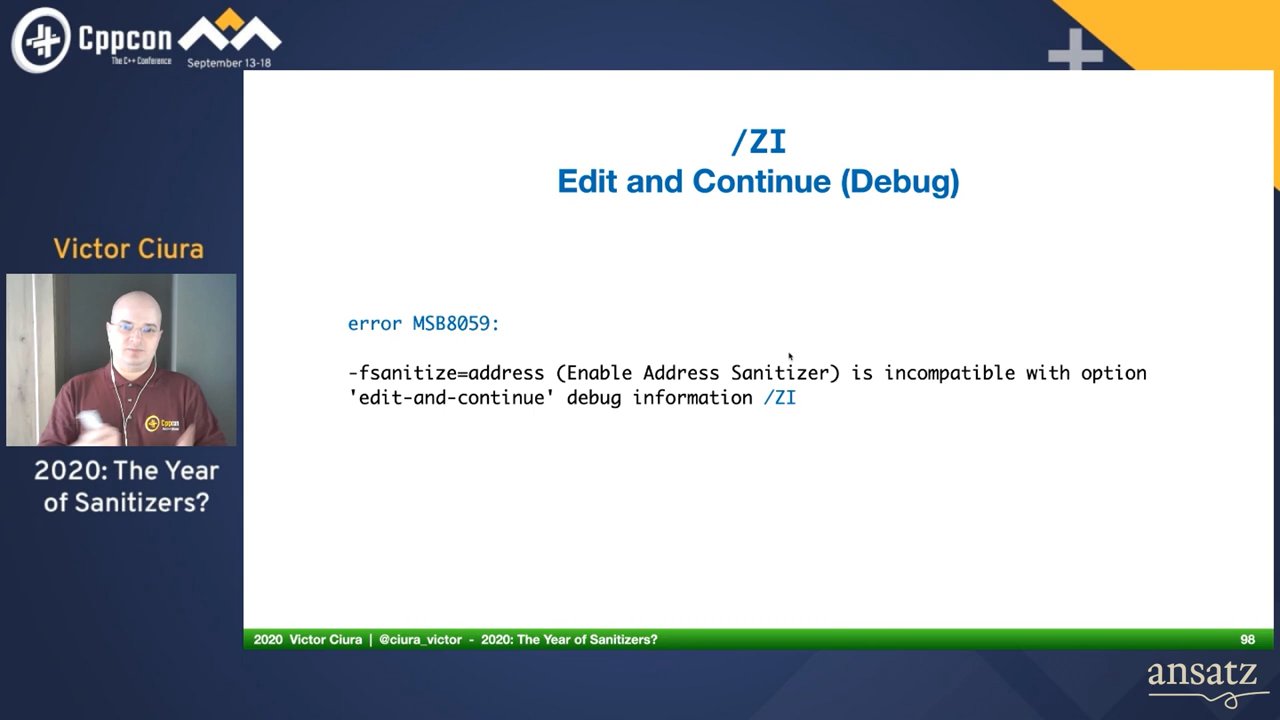 Cppcon
The C++ Conference
September 13-18
/ZI
Edit and Continue (Debug)
Victor Ciura
error MSB8059:
-fsanitize=address (Enable Address Sanitizer) is incompatible with option
'edit-and-continue' debug information /ZI
Cppcon
2020: The Year
of Sanitizers?
2020 Victor Ciura | @ciura_victor - 2020: The Year of Sanitizers?
98
ansatz